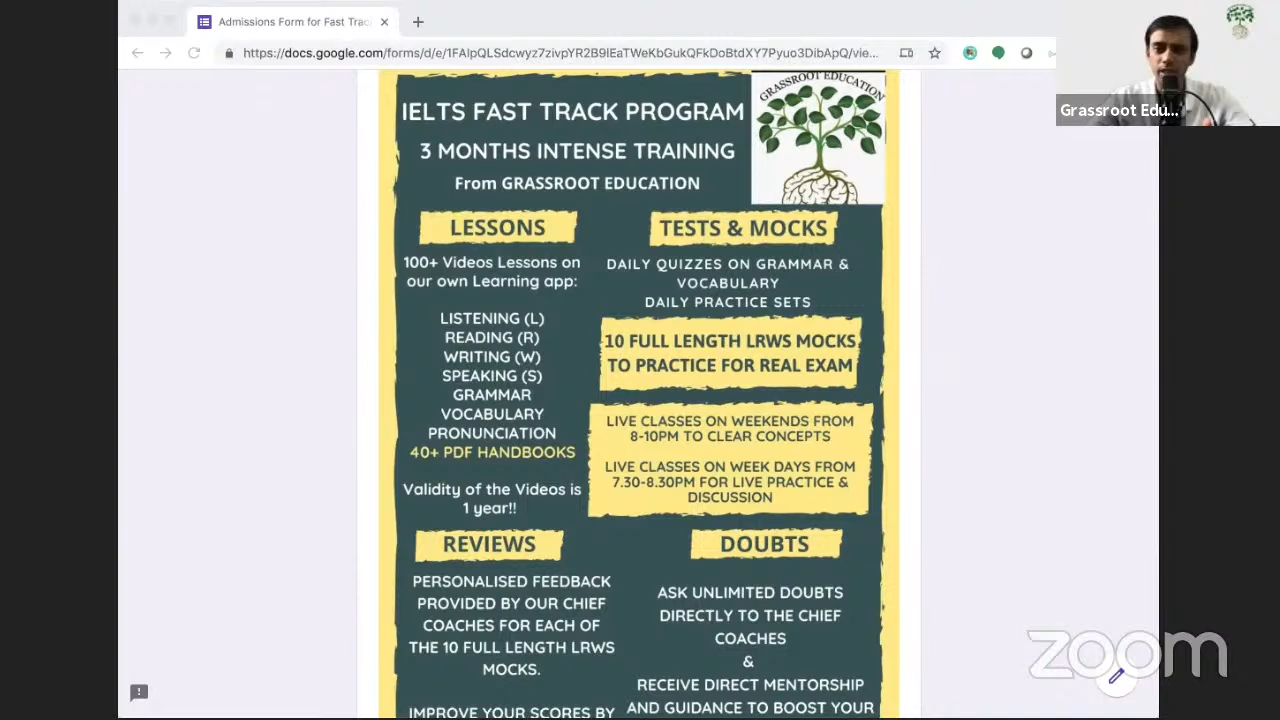 Admissions Form for Fast Trac
https://docs.google.com/forms/d/e/1FAIpQLSdcwyz7zivpYR2B9lEaTWeKbGukQFkDoBtdXY7Pyuo3DibApQ/vie...
Grassroot Edu...
GRASSROOT EDUCATION
IELTS FAST TRACK PROGRAM
3 MONTHS INTENSE TRAINING
From GRASSROOT EDUCATION
LESSONS
100+ Videos Lessons on
our own Learning app:
LISTENING (L)
READING (R)
WRITING (W)
SPEAKING (S)
GRAMMAR
VOCABULARY
PRONUNCIATION
40+ PDF HANDBOOKS
Validity of the Videos is
1 year!!
TESTS & MOCKS
DAILY QUIZZES ON GRAMMAR &
VOCABULARY
DAILY PRACTICE SETS
10 FULL LENGTH LRWS MOCKS
TO PRACTICE FOR REAL EXAM
LIVE CLASSES ON WEEKENDS FROM
8-10PM TO CLEAR CONCEPTS
LIVE CLASSES ON WEEK DAYS FROM
7.30-8.30PM FOR LIVE PRACTICE &
DISCUSSION
REVIEWS
PERSONALISED FEEDBACK
PROVIDED BY OUR CHIEF
COACHES FOR EACH OF
THE 10 FULL LENGTH LRWS
MOCKS.
IMPROVE YOUR SCORES BY
DOUBTS
ASK UNLIMITED DOUBTS
DIRECTLY TO THE CHIEF
COACHES
&
RECEIVE DIRECT MENTORSHIP
AND GUIDANCE TO BOOST YOUR
zoom